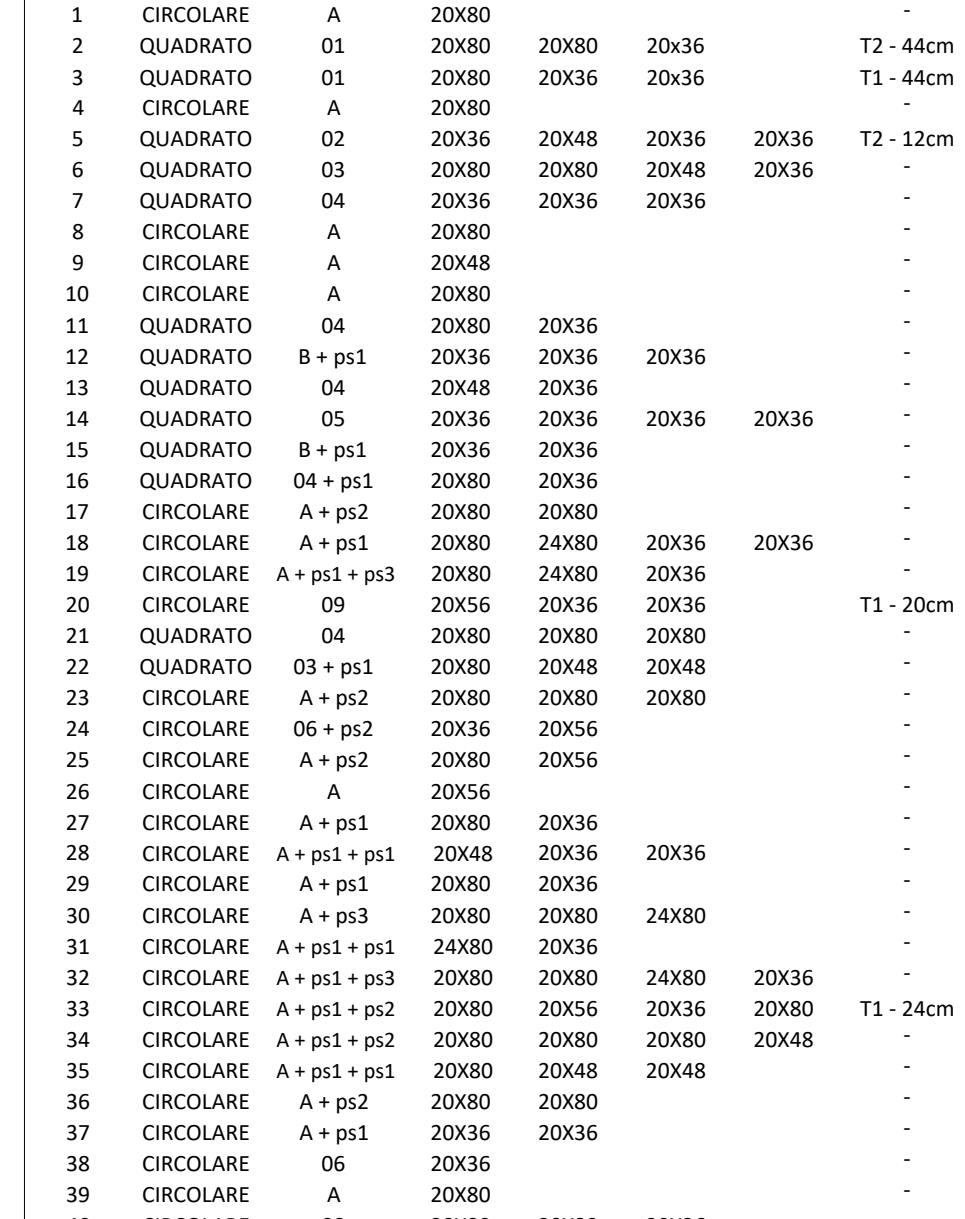 1 CIRCOLARE A 20X80 -
2 QUADRATO 01 20X80 20X80 20x36 T2 - 44cm
3 QUADRATO 01 20X80 20X36 20x36 T1 - 44cm
4 CIRCOLARE A 20X80 -
5 QUADRATO 02 20X36 20X48 20X36 20X36 T2 - 12cm
6 QUADRATO 03 20X80 20X80 20X48 20X36 -
7 QUADRATO 04 20X36 20X36 20X36 -
8 CIRCOLARE A 20X80 -
9 CIRCOLARE A 20X48 -
10 CIRCOLARE A 20X80 -
11 QUADRATO 04 20X80 20X36 -
12 QUADRATO B + ps1 20X36 20X36 20X36 -
13 QUADRATO 04 20X48 20X36 -
14 QUADRATO 05 20X36 20X36 20X36 20X36 -
15 QUADRATO B + ps1 20X36 20X36 -
16 QUADRATO 04 + ps1 20X80 20X36 -
17 CIRCOLARE A + ps2 20X80 20X80 -
18 CIRCOLARE A + ps1 20X80 24X80 20X36 20X36 -
19 CIRCOLARE A + ps1 + ps3 20X80 24X80 20X36 -
20 CIRCOLARE 09 20X56 20X36 20X36 T1 - 20cm
21 QUADRATO 04 20X80 20X80 20X80 -
22 QUADRATO 03 + ps1 20X80 20X48 20X48 -
23 CIRCOLARE A + ps2 20X80 20X80 20X80 -
24 CIRCOLARE 06 + ps2 20X36 20X56 -
25 CIRCOLARE A + ps2 20X80 20X56 -
26 CIRCOLARE A 20X56 -
27 CIRCOLARE A + ps1 20X80 20X36 -
28 CIRCOLARE A + ps1 + ps1 20X48 20X36 20X36 -
29 CIRCOLARE A + ps1 20X80 20X36 -
30 CIRCOLARE A + ps3 20X80 20X80 24X80 -
31 CIRCOLARE A + ps1 + ps1 24X80 20X36 -
32 CIRCOLARE A + ps1 + ps3 20X80 20X80 24X80 20X36 -
33 CIRCOLARE A + ps1 + ps2 20X80 20X56 20X36 20X80 T1 - 24cm
34 CIRCOLARE A + ps1 + ps2 20X80 20X80 20X80 20X48 -
35 CIRCOLARE A + ps1 + ps1 20X80 20X48 20X48 -
36 CIRCOLARE A + ps2 20X80 20X80 -
37 CIRCOLARE A + ps1 20X36 20X36 -
38 CIRCOLARE 06 20X36 -
39 CIRCOLARE A 20X80 -